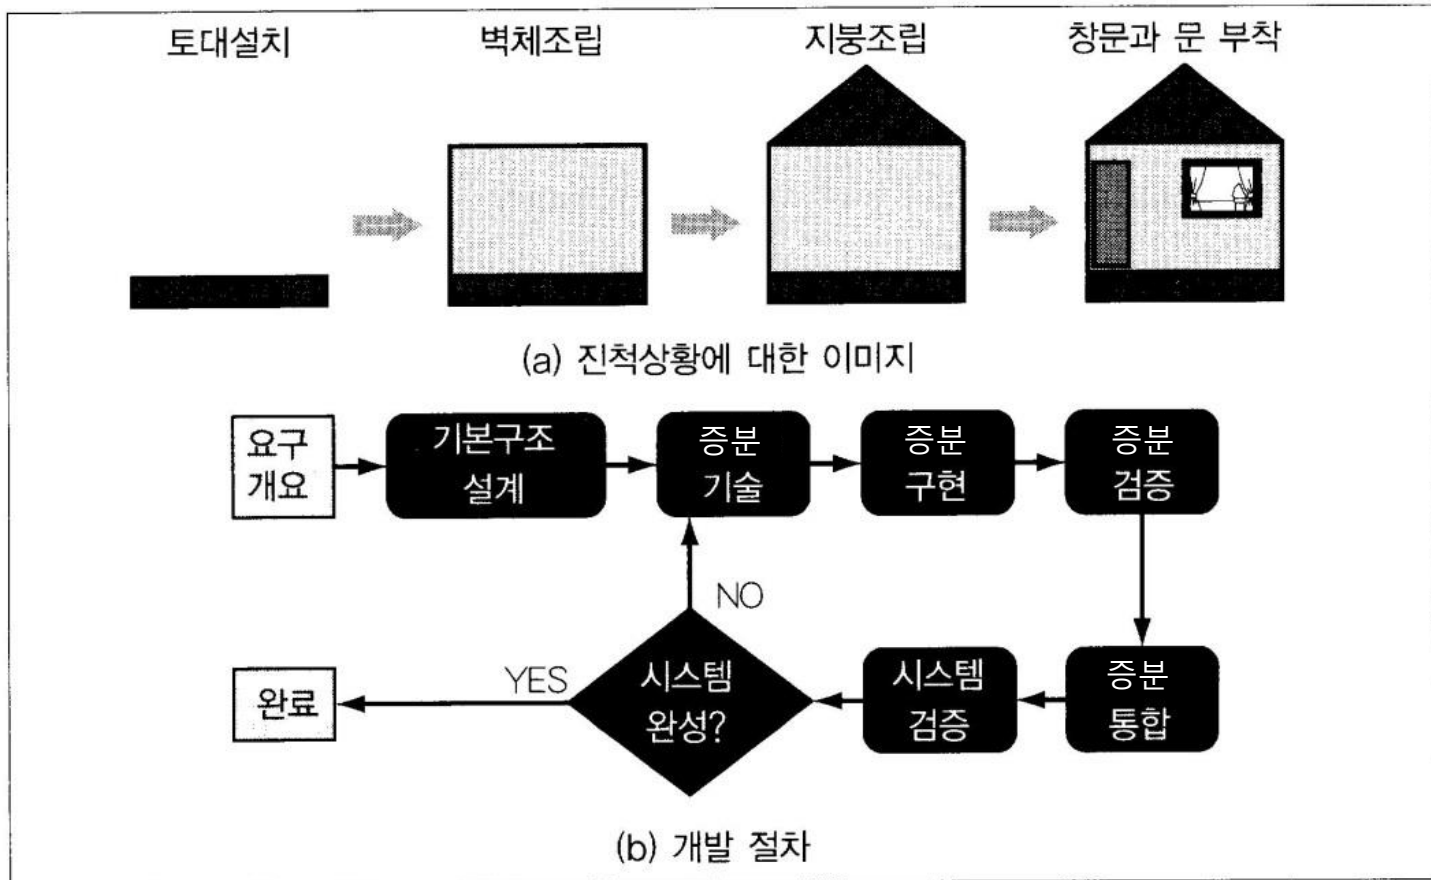 토대설치
벽체조립
지붕조립
창문과 문 부착
(a) 진척상황에 대한 이미지
요구
개요
기본구조
설계
증분
기술
증분
구현
증분
검증
NO
YES
완료
시스템
완성?
시스템
검증
증분
통합
(b) 개발 절차